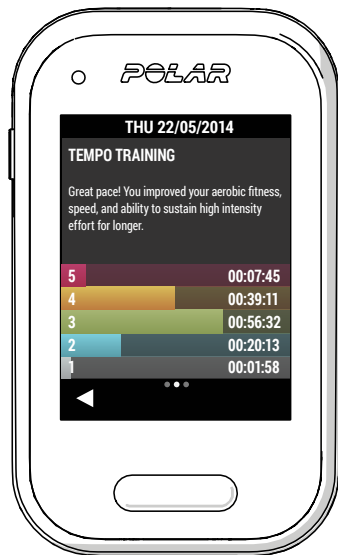 POLAR
THU 22/05/2014
TEMPO TRAINING
Great pace! You improved your aerobic fitness,
speed, and ability to sustain high intensity
effort for longer.
5 00:07:45
4 00:39:11
3 00:56:32
2 00:20:13
1 00:01:58